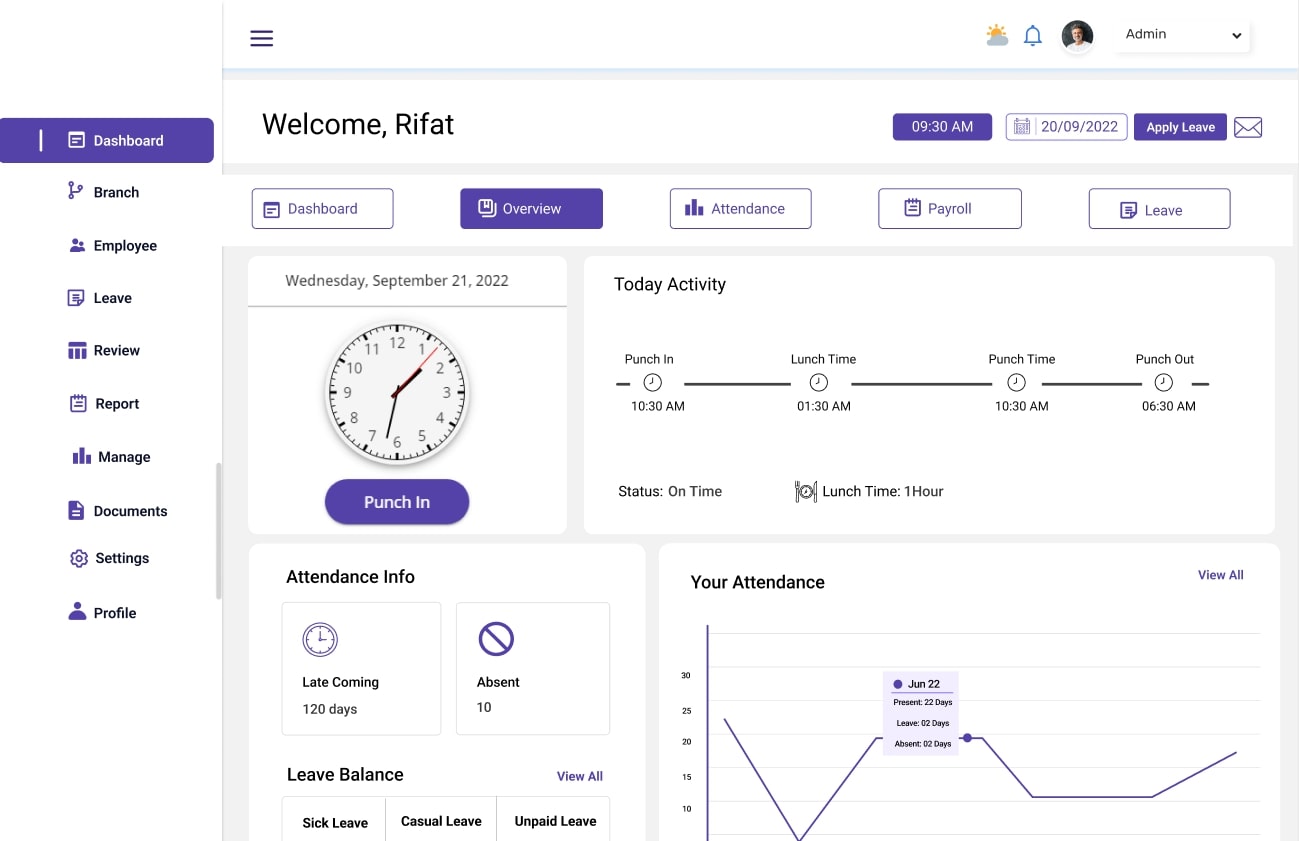 Admin
Welcome, Rifat
09:30 AM
20/09/2022
Apply Leave
Dashboard
Branch
Employee
Leave
Review
Report
Manage
Documents
Settings
Profile
Dashboard
Overview
Attendance
Payroll
Leave
Wednesday, September 21, 2022
12
1
2
3
4
5
6
7
8
9
10
11
Punch In
Today Activity
Punch In
Lunch Time
Punch Time
Punch Out
10:30 AM
01:30 AM
10:30 AM
06:30 AM
Status: On Time
Lunch Time: 1Hour
Attendance Info
Late Coming
120 days
Absent
10
Leave Balance
View All
Sick Leave
Casual Leave
Unpaid Leave
Your Attendance
View All
30
25
20
15
10
Jun 22
Present: 22 Days
Leave: 02 Days
Absent: 02 Days